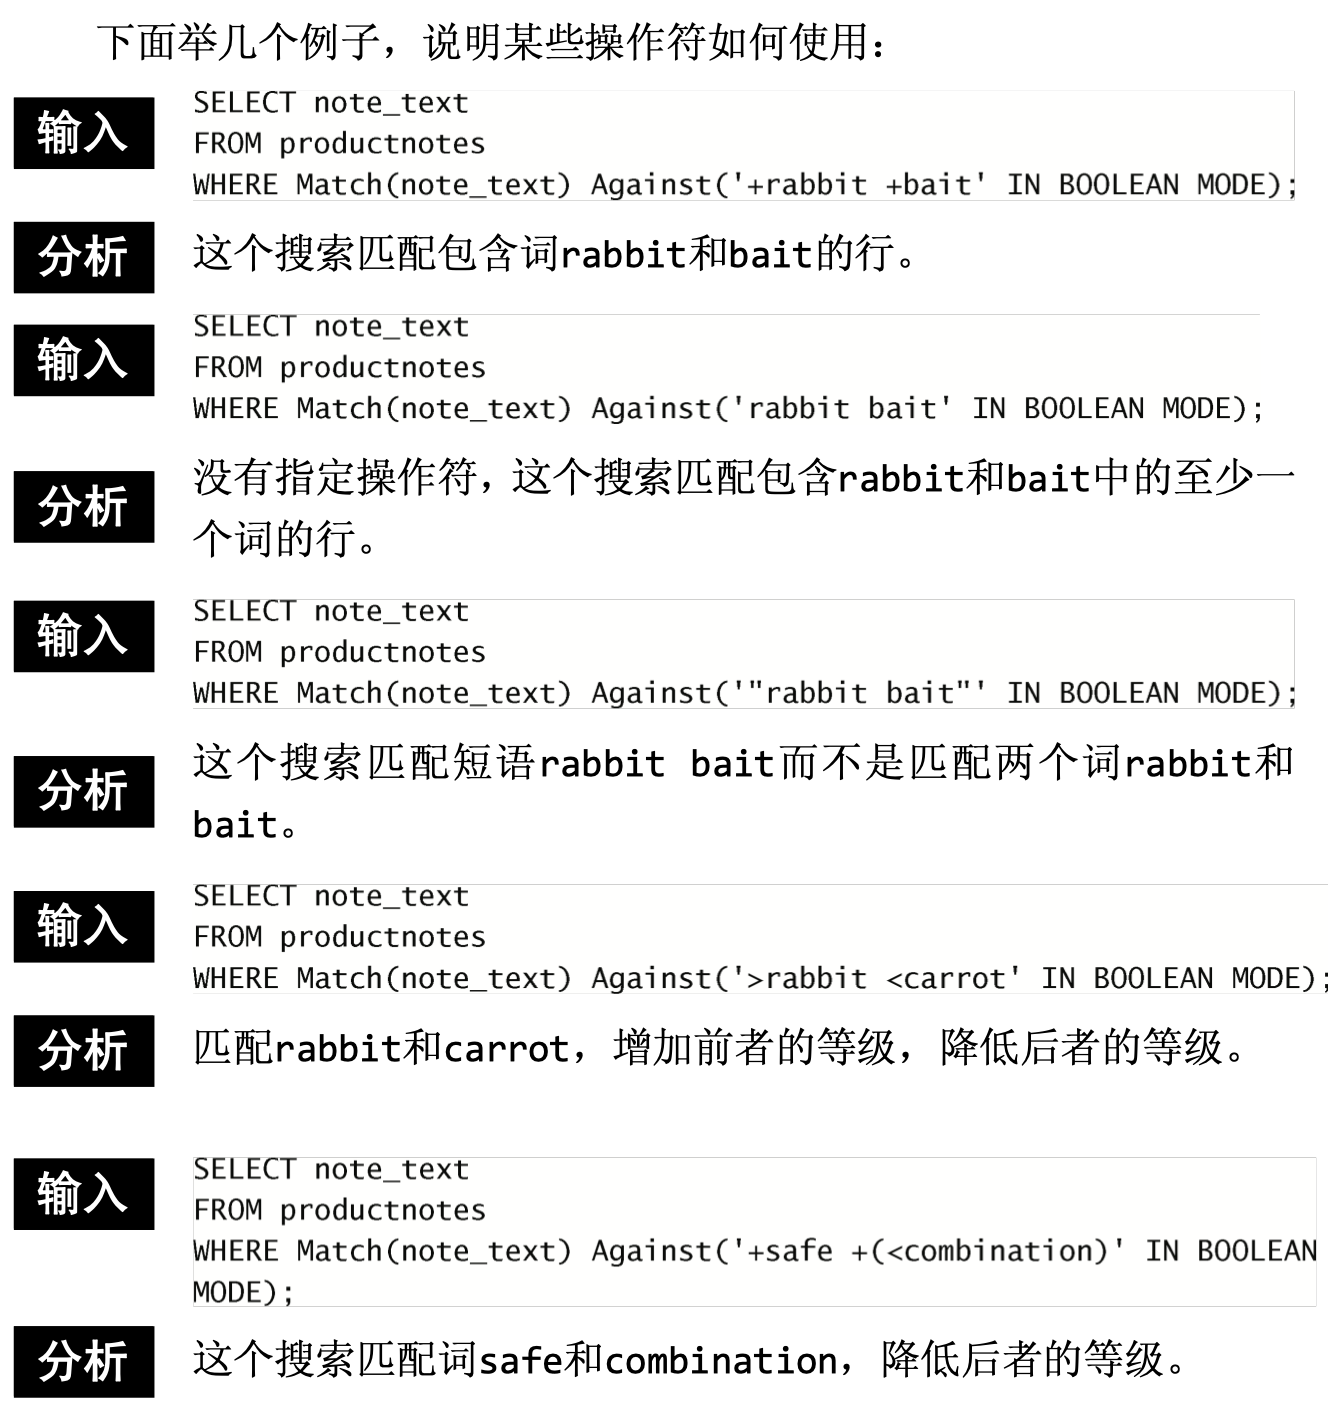 下面举几个例子，说明某些操作符如何使用：
输入
SELECT note_text
FROM productnotes
WHERE Match(note_text) Against('+rabbit +bait' IN BOOLEAN MODE);
分析
这个搜索匹配包含词rabbit和bait的行。
输入
SELECT note_text
FROM productnotes
WHERE Match(note_text) Against('rabbit bait' IN BOOLEAN MODE);
分析
没有指定操作符，这个搜索匹配包含rabbit和bait中的至少一
个词的行。
输入
SELECT note_text
FROM productnotes
WHERE Match(note_text) Against('"rabbit bait"' IN BOOLEAN MODE);
分析
这个搜索匹配短语rabbit bait而不是匹配两个词rabbit和
bait。
输入
SELECT note_text
FROM productnotes
WHERE Match(note_text) Against('>rabbit <carrot' IN BOOLEAN MODE);
分析
匹配rabbit和carrot，增加前者的等级，降低后者的等级。
输入
SELECT note_text
FROM productnotes
WHERE Match(note_text) Against('+safe +(<combination)' IN BOOLEAN
MODE);
分析
这个搜索匹配词safe和combination，降低后者的等级。